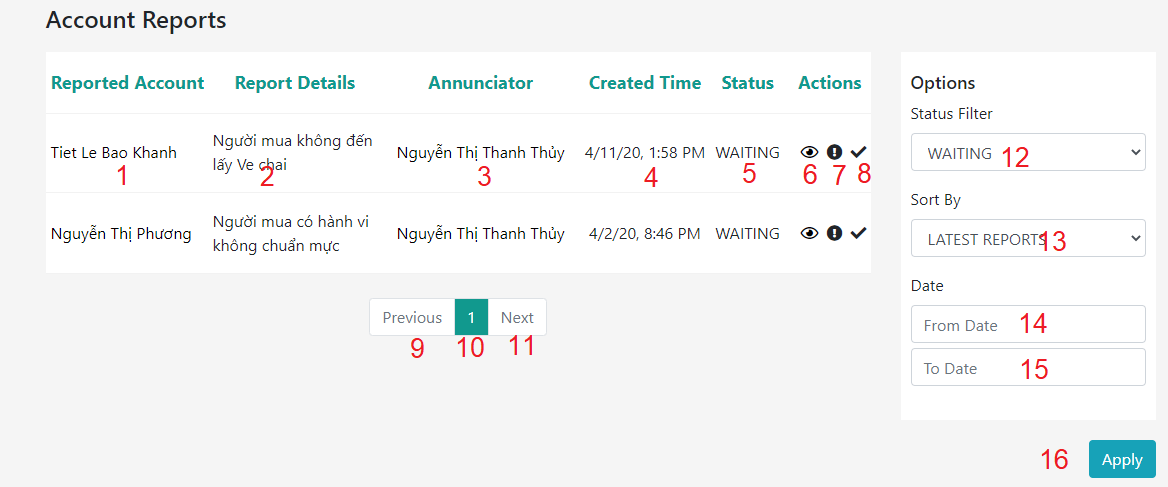 Account Reports
Reported Account Report Details Annunciator Created Time Status Actions
Tiet Le Bao Khanh Người mua không đến lấy Ve chai Nguyễn Thị Thanh Thủy 4/11/20, 1:58 PM WAITING
1 2 3 4 5 6 7 8
Nguyễn Thị Phương Người mua có hành vi không chuẩn mực Nguyễn Thị Thanh Thủy 4/2/20, 8:46 PM WAITING
Previous 1 Next
9 10 11
Options
Status Filter
WAITING 12
Sort By
LATEST REPORTS 13
Date
From Date 14
To Date 15
16 Apply